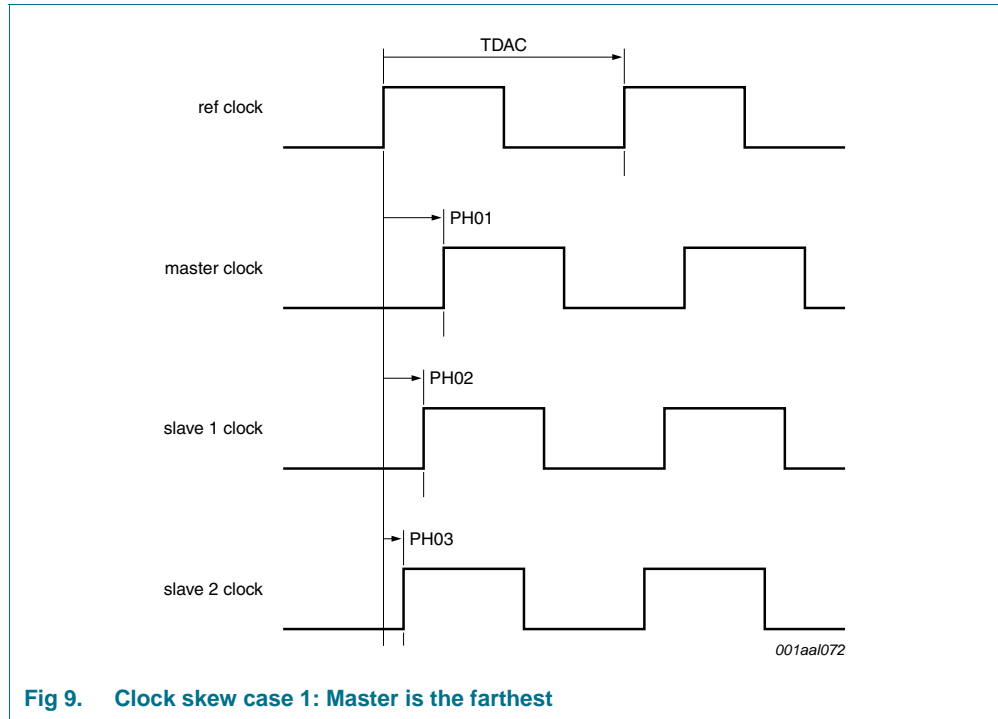 TDAC
ref clock
PH01
master clock
PH02
slave 1 clock
PH03
slave 2 clock
001aal072
Fig 9. Clock skew case 1: Master is the farthest